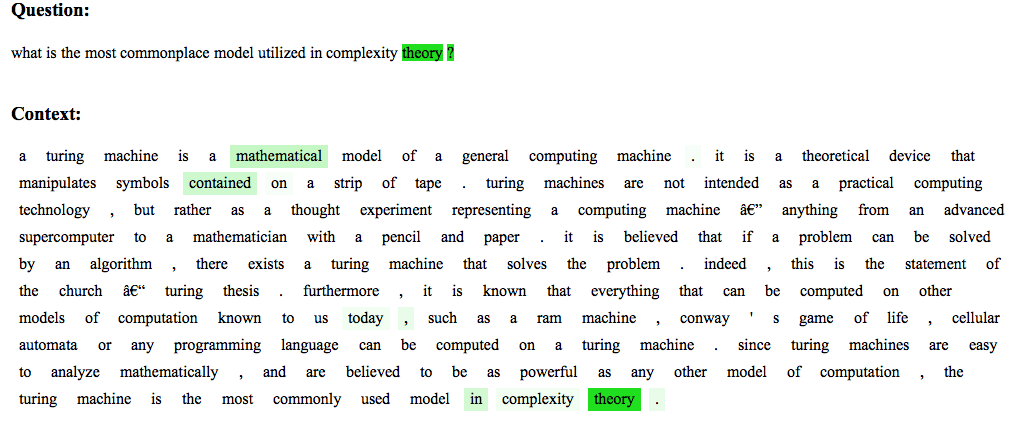 Question:
what is the most commonplace model utilized in complexity theory ?
Context:
a turing machine is a mathematical model of a general computing machine . it is a theoretical device that
manipulates symbols contained on a strip of tape . turing machines are not intended as a practical computing
technology , but rather as a thought experiment representing a computing machine â€” anything from an advanced
supercomputer to a mathematician with a pencil and paper . it is believed that if a problem can be solved
by an algorithm , there exists a turing machine that solves the problem . indeed , this is the statement of
the church â€“ turing thesis . furthermore , it is known that everything that can be computed on other
models of computation known to us today , such as a ram machine , conway ' s game of life , cellular
automata or any programming language can be computed on a turing machine . since turing machines are easy
to analyze mathematically , and are believed to be as powerful as any other model of computation , the
turing machine is the most commonly used model in complexity theory .